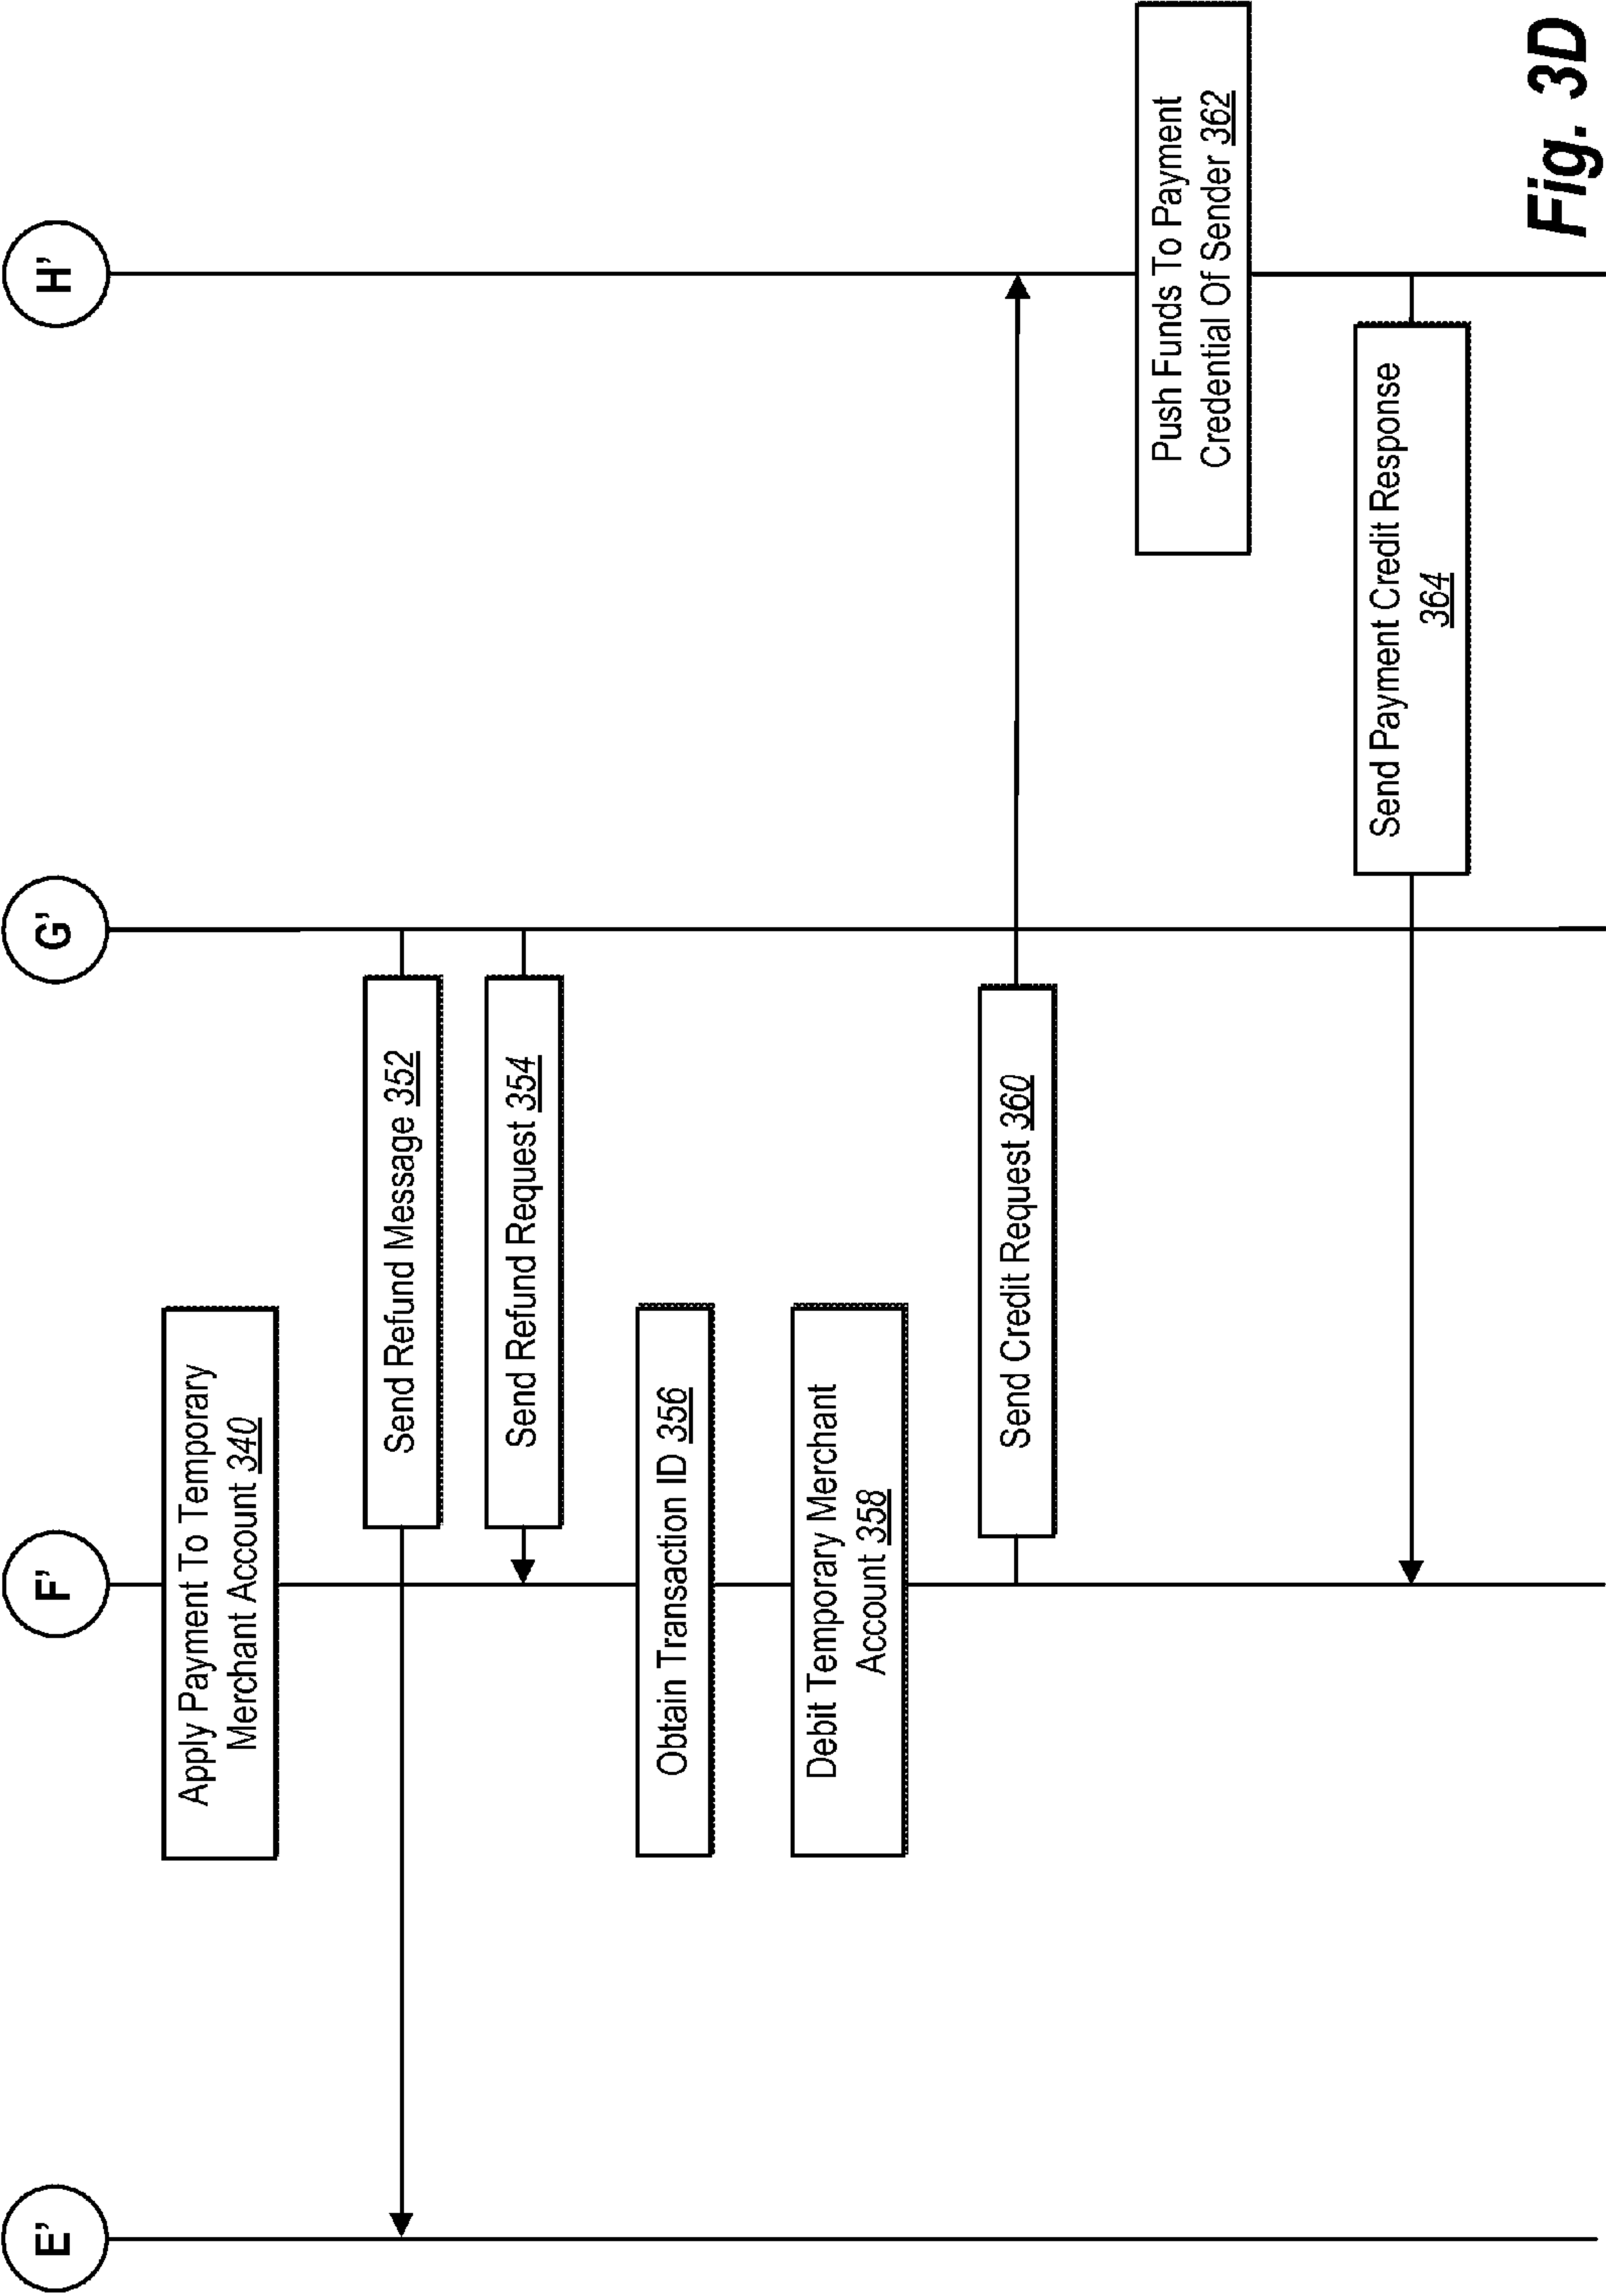 E'
F'
G'
H'
Apply Payment To Temporary
Merchant Account 340
Send Refund Message 352
Send Refund Request 354
Obtain Transaction ID 356
Debit Temporary Merchant
Account 358
Send Credit Request 360
Push Funds To Payment
Credential Of Sender 362
Send Payment Credit Response
364
Fig. 3D